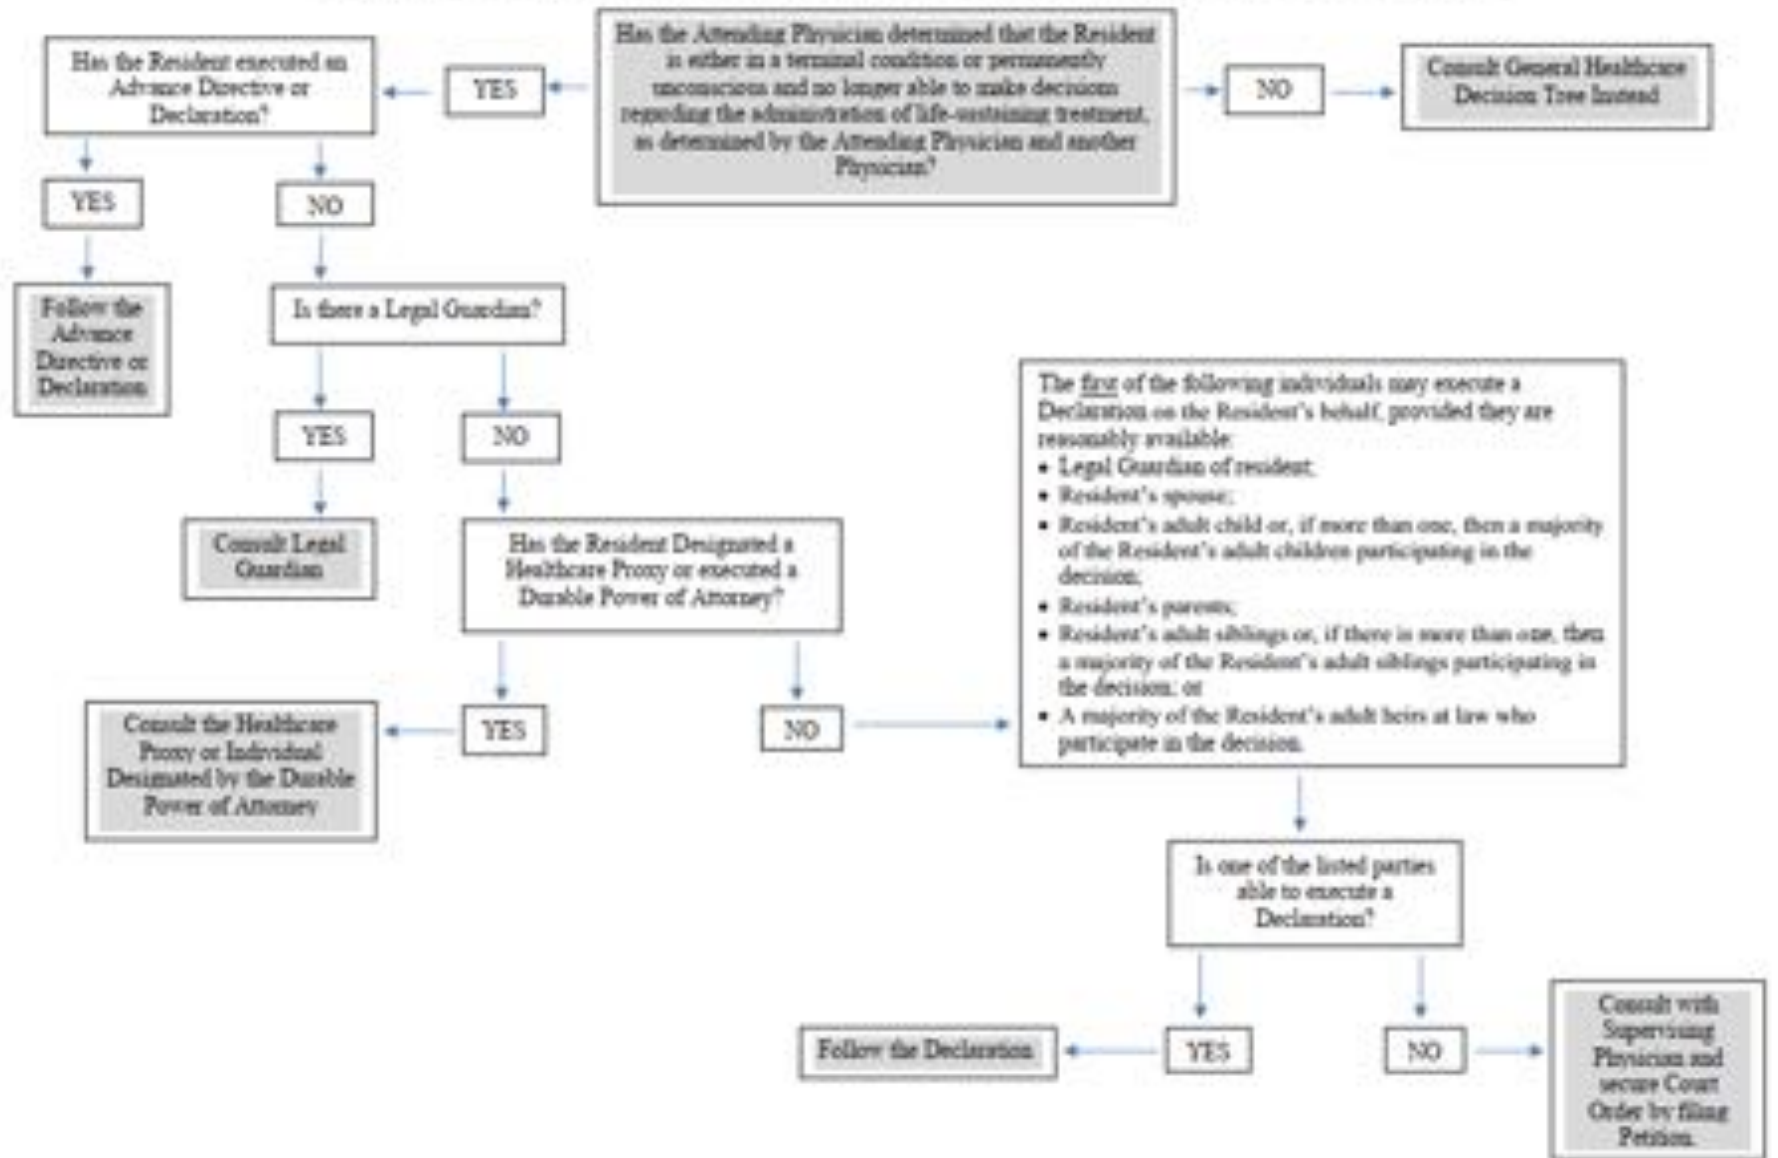 Has the Attending Physician determined that the Resident
is either in a terminal condition or permanently
unconscious and no longer able to make decisions
regarding the administration of life-sustaining treatment,
as determined by the Attending Physician and another
Physician?
YES
NO
Consult General Healthcare
Decision Tree Instead
Has the Resident executed an
Advance Directive or
Declaration?
YES
NO
Follow the
Advance
Directive or
Declaration
Is there a Legal Guardian?
YES
NO
Consult Legal
Guardian
Has the Resident Designated a
Healthcare Proxy or executed a
Durable Power of Attorney?
YES
NO
Consult the Healthcare
Proxy or Individual
Designated by the Durable
Power of Attorney
The first of the following individuals may execute a
Declaration on the Resident's behalf, provided they are
reasonably available:
• Legal Guardian of resident;
• Resident's spouse;
• Resident's adult child or, if more than one, then a majority
of the Resident's adult children participating in the
decision;
• Resident's parents;
• Resident's adult siblings or, if there is more than one, then
a majority of the Resident's adult siblings participating in
the decision; or
• A majority of the Resident's adult heirs at law who
participate in the decision.
Is one of the listed parties
able to execute a
Declaration?
YES
NO
Follow the Declaration
Consult with
Supervising
Physician and
secure Court
Order by filing
Petition.